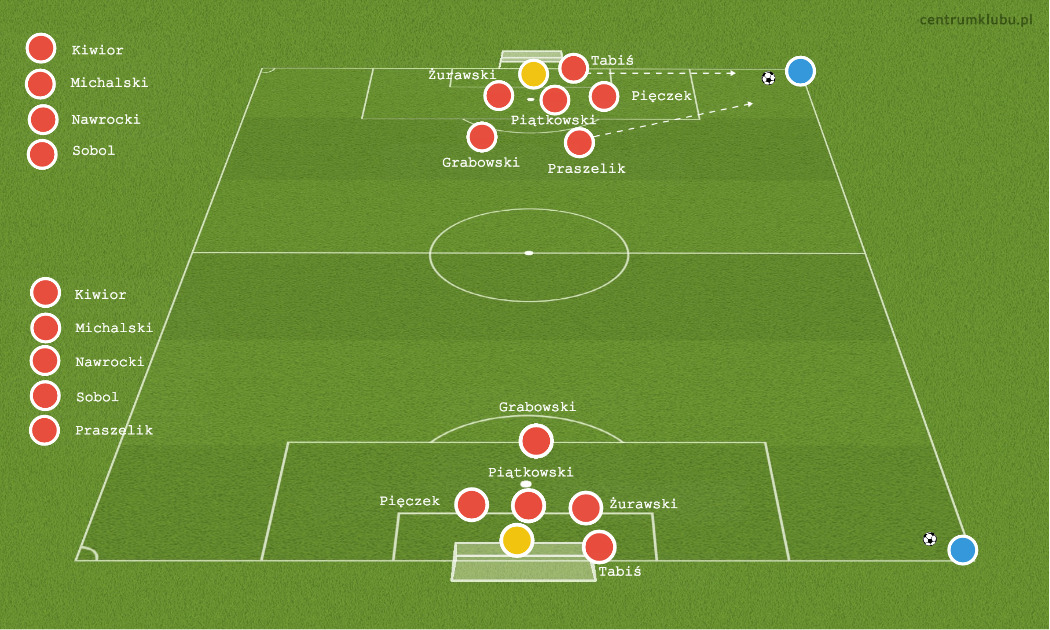 centrumklubu.pl
Kiwior
Michalski
Nawrocki
Sobol
Tabiś
Żurawski
Pięczek
Piątkowski
Grabowski
Praszelik
Kiwior
Michalski
Nawrocki
Sobol
Praszelik
Grabowski
Piątkowski
Pięczek
Żurawski
Tabiś